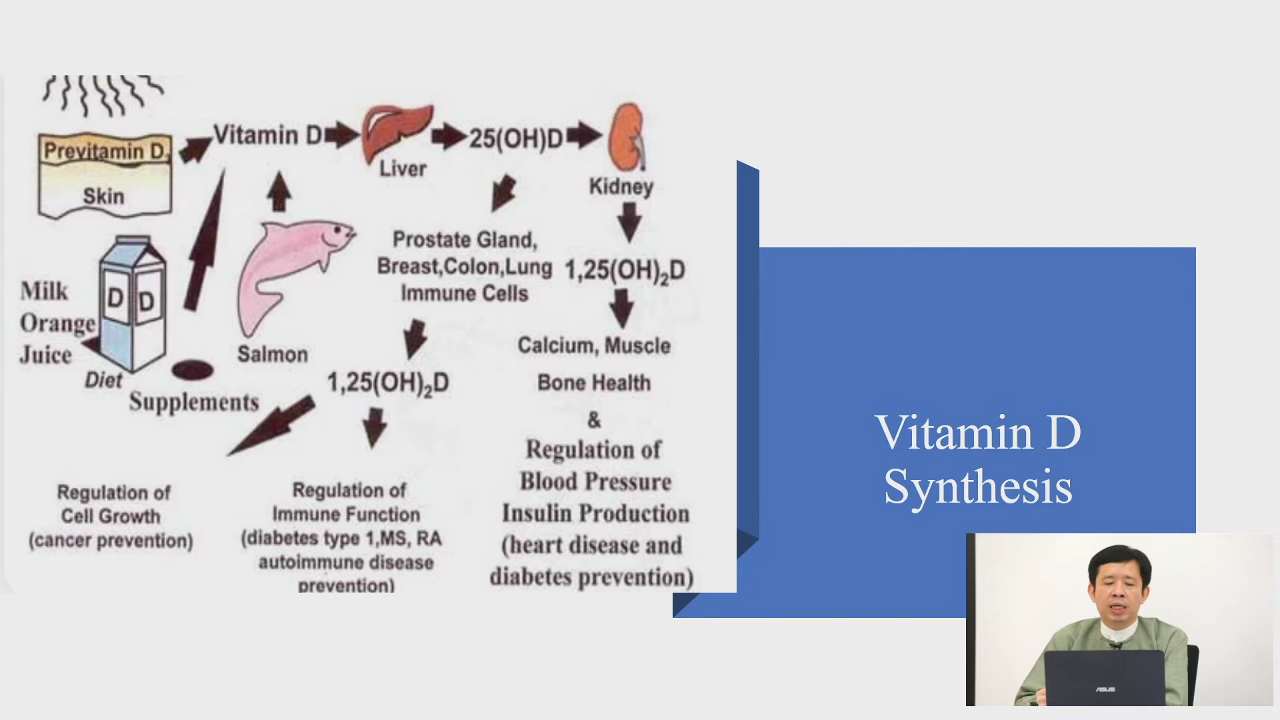 Vitamin D
25(OH)D
Previtamin D3
Skin
Liver
Kidney
Prostate Gland,
Breast,Colon,Lung
Immune Cells
1,25(OH)₂D
Milk
Orange
Juice
D D
Diet
Supplements
Salmon
1,25(OH)₂D
Calcium, Muscle
Bone Health
&
Regulation of
Blood Pressure
Insulin Production
(heart disease and
diabetes prevention)
Regulation of
Cell Growth
(cancer prevention)
Regulation of
Immune Function
(diabetes type 1,MS, RA
autoimmune disease
prevention)
Vitamin D
Synthesis
ASUS